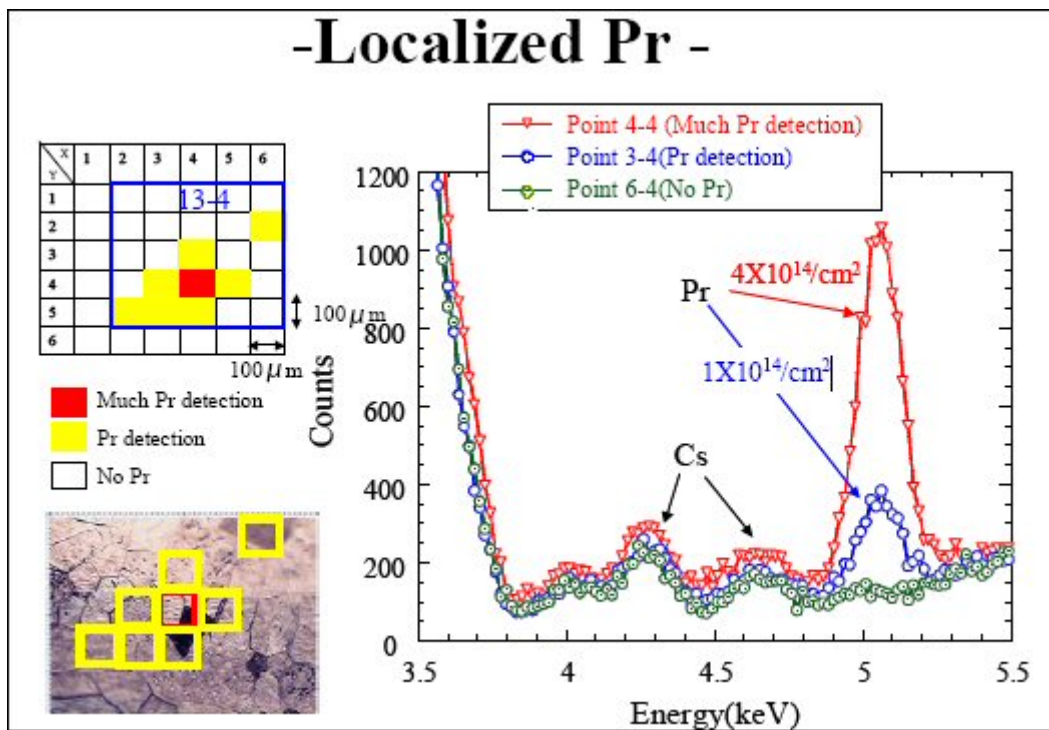 -Localized Pr -
Point 4-4 (Much Pr detection)
Point 3-4(Pr detection)
Point 6-4(No Pr)
X 1 2 3 4 5 6
Y
1
2
3
4
5
6
13-4
100μm
100μm
Much Pr detection
Pr detection
No Pr
1200
1000
800
600
400
200
0
Counts
Pr
4X10¹⁴/cm²
1X10¹⁴/cm²
Cs
3.5 4 4.5 5 5.5
Energy(keV)